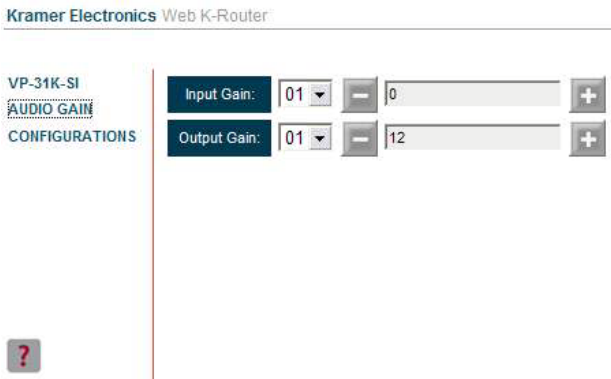 Kramer Electronics Web K-Router
VP-31K-SI
AUDIO GAIN
CONFIGURATIONS
Input Gain: 01 0
Output Gain: 01 12
?